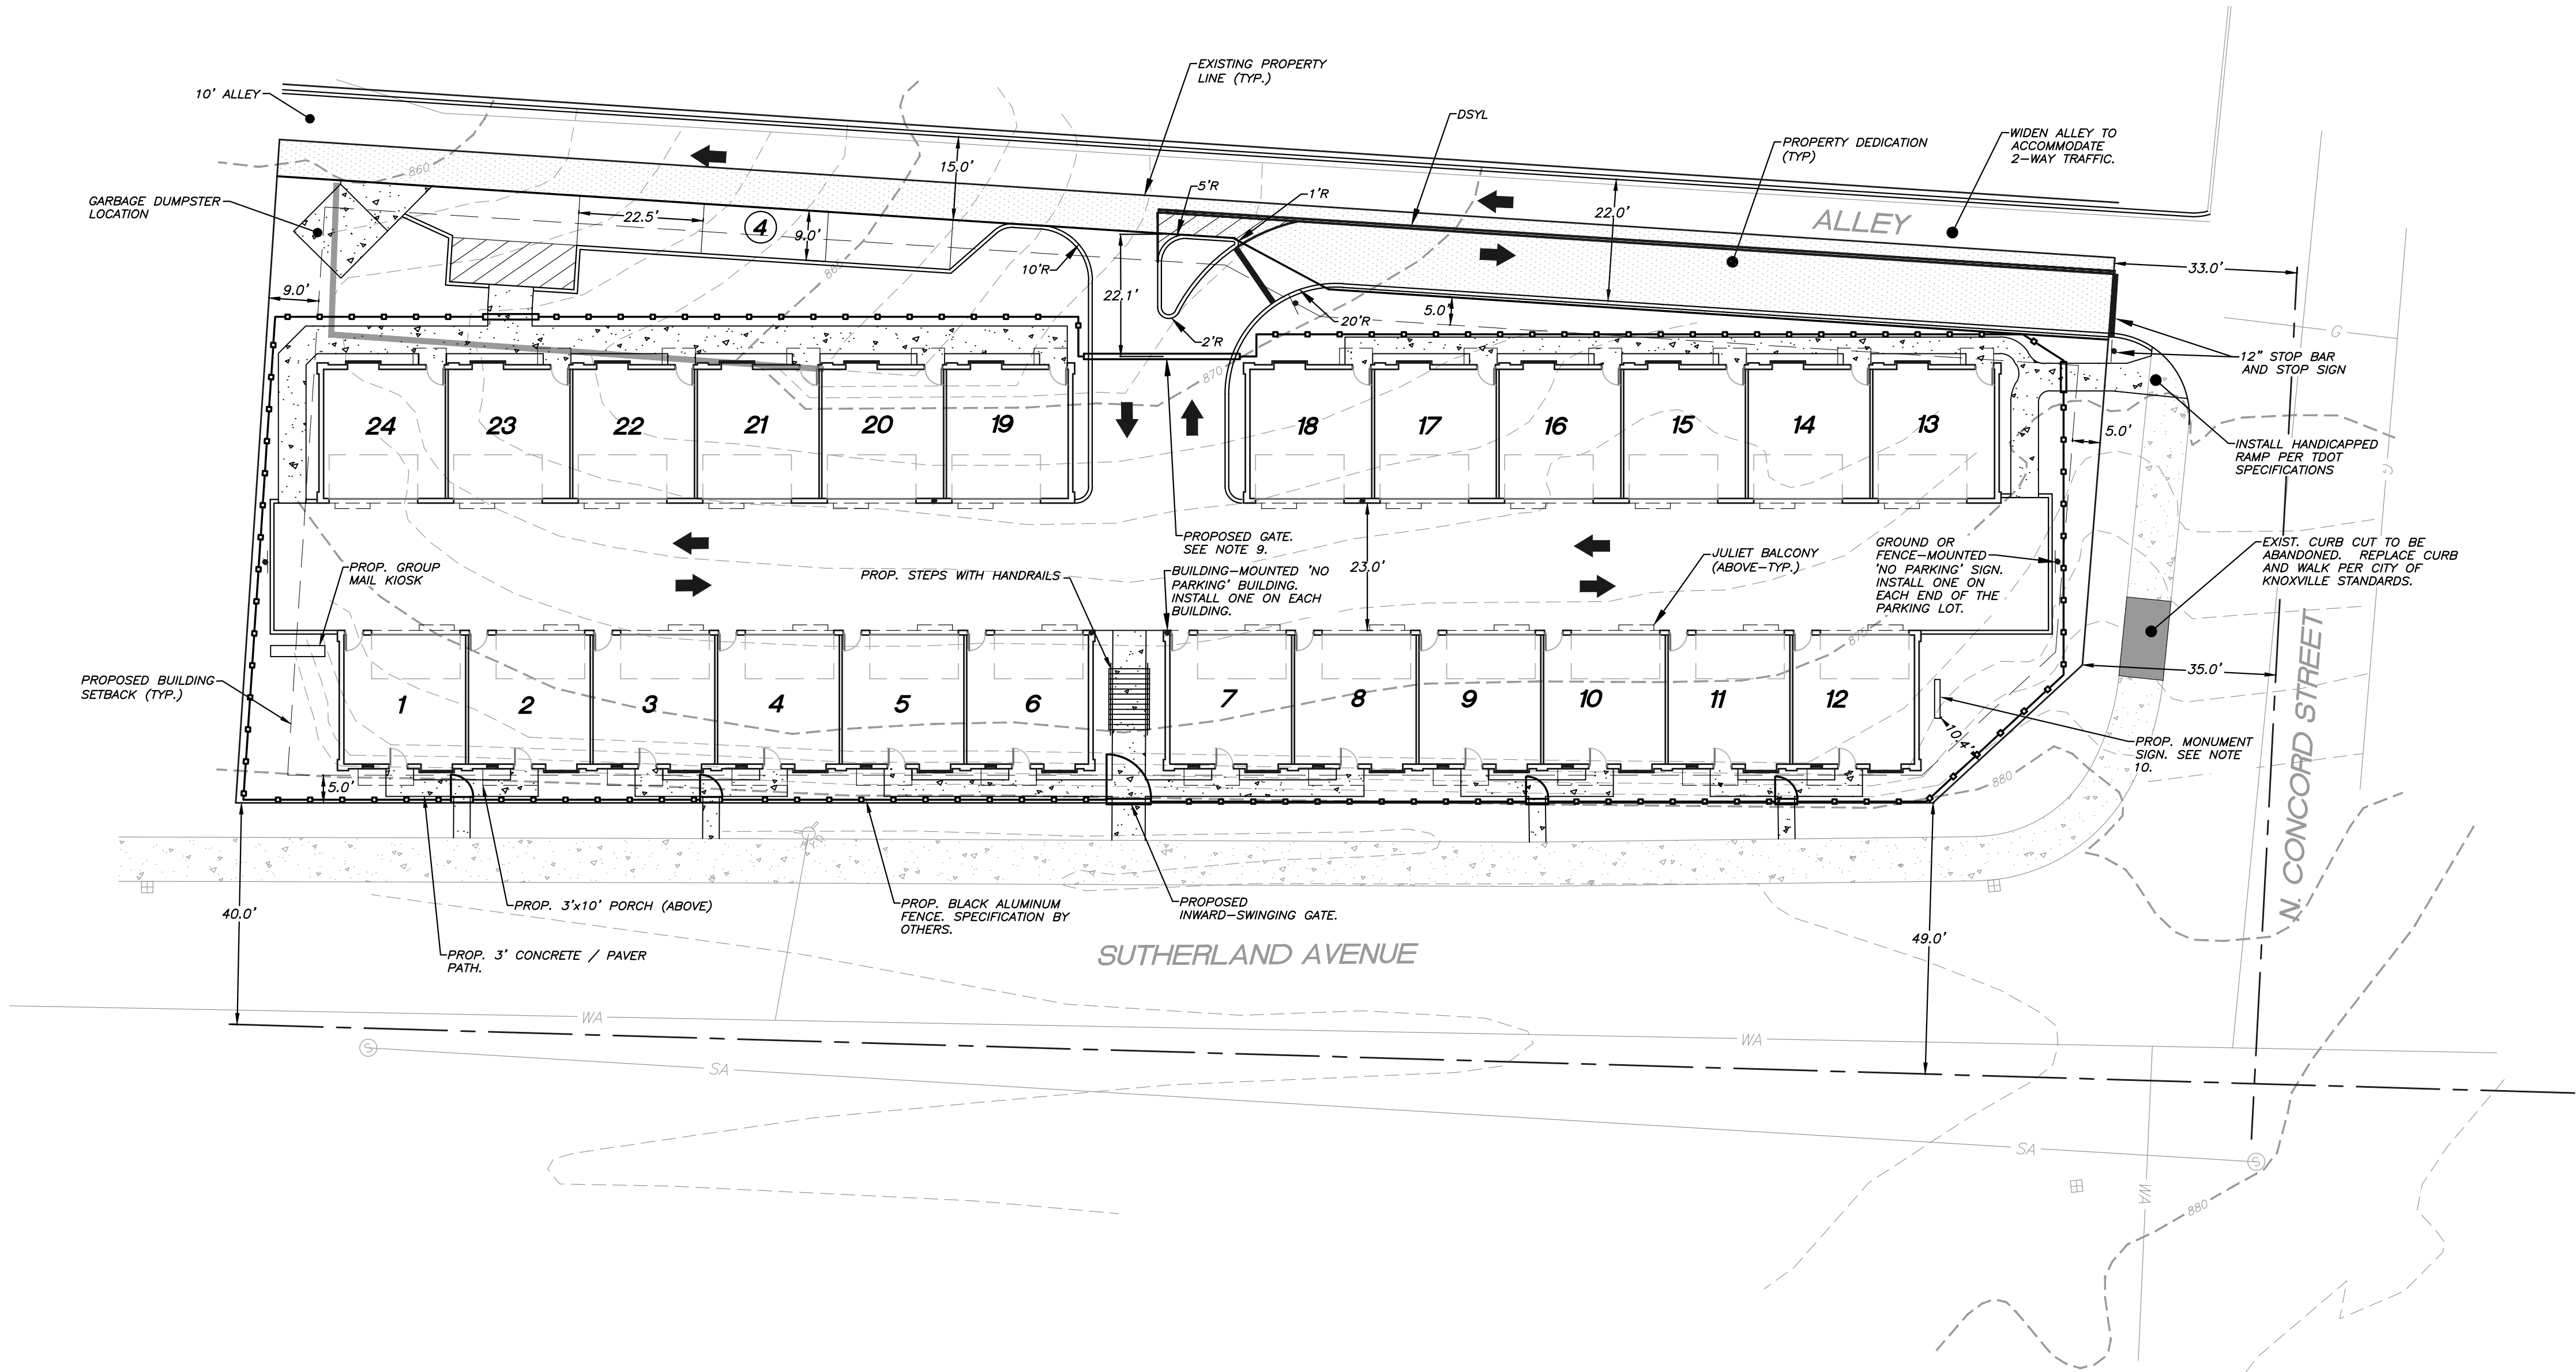 EXISTING PROPERTY
LINE (TYP.)
10' ALLEY
DSYL
WIDEN ALLEY TO
ACCOMMODATE
2-WAY TRAFFIC.
PROPERTY DEDICATION
(TYP)
15.0'
860
5'R
1'R
GARBAGE DUMPSTER
LOCATION
22.5'
4
9.0'
22.0'
ALLEY
33.0'
865
10'R
22.1'
9.0'
5.0'
20'R
2'R
G
870
12" STOP BAR
AND STOP SIGN
24
23
22
21
20
19
18
17
16
15
14
13
5.0'
INSTALL HANDICAPPED
RAMP PER TDOT
SPECIFICATIONS
G
PROPOSED GATE.
SEE NOTE 9.
PROP. GROUP
MAIL KIOSK
PROP. STEPS WITH HANDRAILS
BUILDING-MOUNTED 'NO
PARKING' BUILDING.
INSTALL ONE ON EACH
BUILDING.
23.0'
JULIET BALCONY
(ABOVE-TYP.)
GROUND OR
FENCE-MOUNTED
'NO PARKING' SIGN.
INSTALL ONE ON
EACH END OF THE
PARKING LOT.
EXIST. CURB CUT TO BE
ABANDONED. REPLACE CURB
AND WALK PER CITY OF
KNOXVILLE STANDARDS.
875
PROPOSED BUILDING
SETBACK (TYP.)
1
2
3
4
5
6
7
8
9
10
11
12
35.0'
10.4'
PROP. MONUMENT
SIGN. SEE NOTE
10.
N. CONCORD STREET
880
5.0'
40.0'
PROP. 3'x10' PORCH (ABOVE)
PROP. BLACK ALUMINUM
FENCE. SPECIFICATION BY
OTHERS.
PROPOSED
INWARD-SWINGING GATE.
PROP. 3' CONCRETE / PAVER
PATH.
SUTHERLAND AVENUE
49.0'
WA
WA
S
SA
SA
S
WA
880